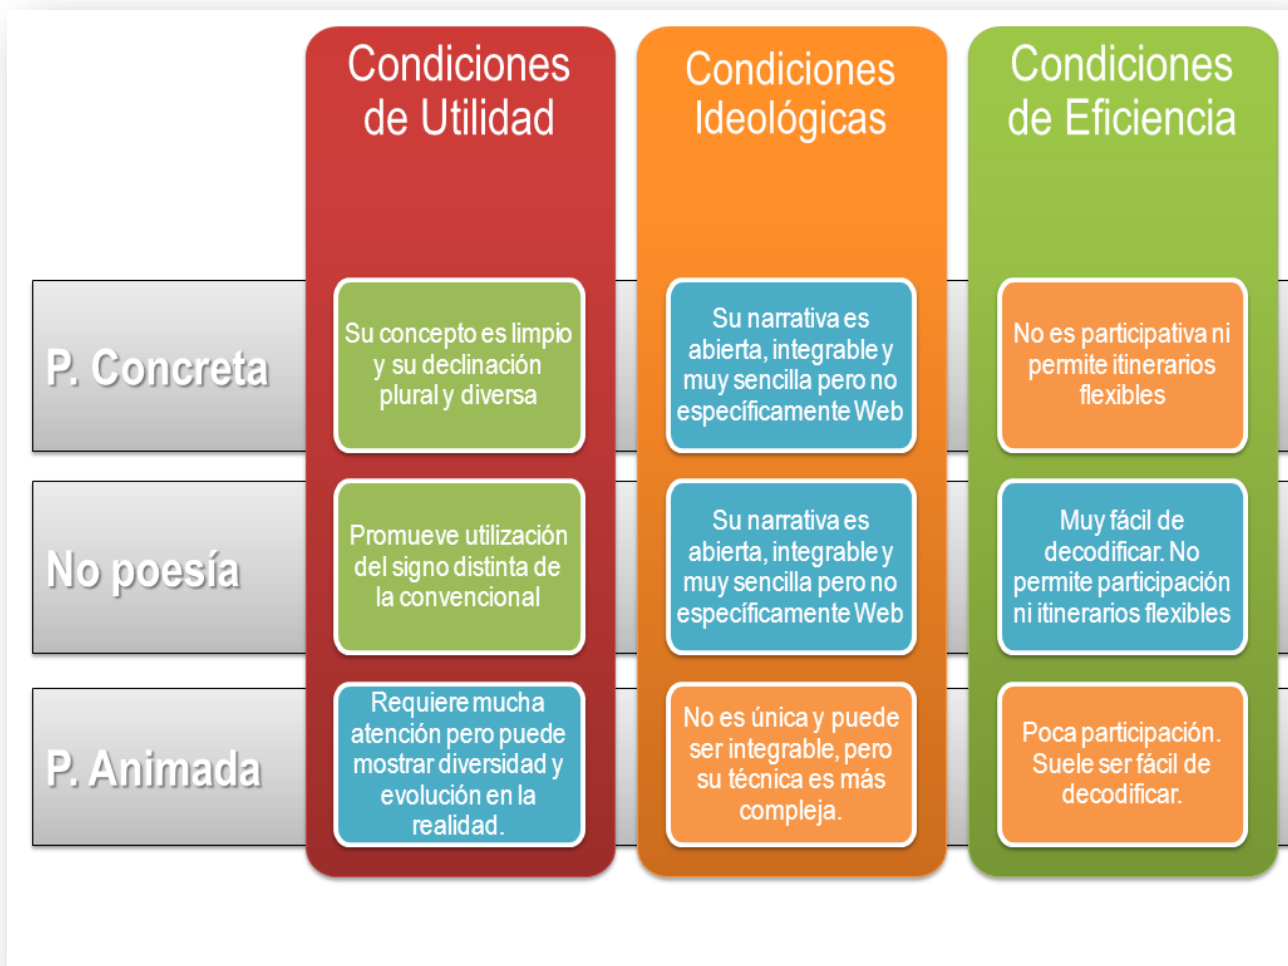 Condiciones
de Utilidad
Condiciones
Ideológicas
Condiciones
de Eficiencia
P. Concreta
Su concepto es limpio
y su declinación
plural y diversa
Su narrativa es
abierta, integrable y
muy sencilla pero no
específicamente Web
No es participativa ni
permite itinerarios
flexibles
No poesía
Promueve utilización
del signo distinta de
la convencional
Su narrativa es
abierta, integrable y
muy sencilla pero no
específicamente Web
Muy fácil de
decodificar. No
permite participación
ni itinerarios flexibles
P. Animada
Requiere mucha
atención pero puede
mostrar diversidad y
evolución en la
realidad.
No es única y puede
ser integrable, pero
su técnica es más
compleja.
Poca participación.
Suele ser fácil de
decodificar.